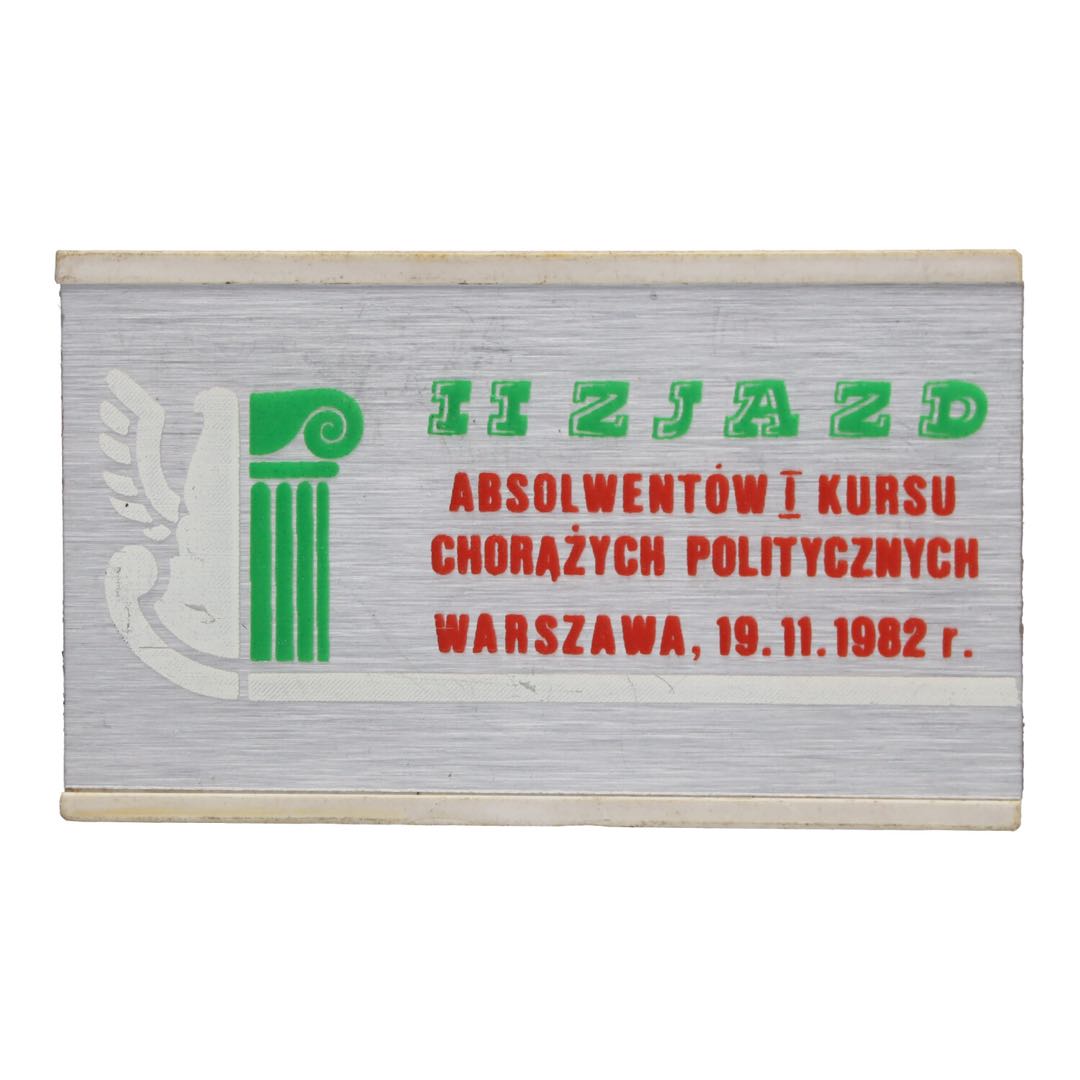 II ZJAZD
ABSOLWENTÓW I KURSU
CHORĄŻYCH POLITYCZNYCH
WARSZAWA, 19.11.1982 r.